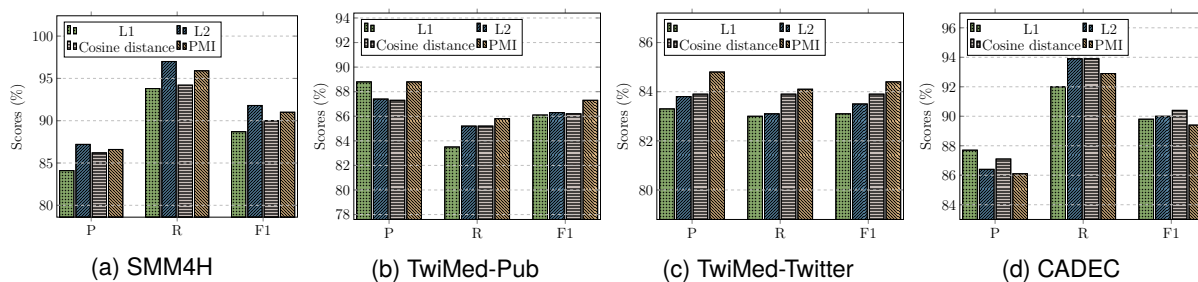 100
95
90
85
80
Scores (%)
L1 L2
Cosine distance PMI
P R F1
(a) SMM4H
94
92
90
88
86
84
82
80
78
Scores (%)
L1 L2
Cosine distance PMI
P R F1
(b) TwiMed-Pub
86
84
82
80
Scores (%)
L1 L2
Cosine distance PMI
P R F1
(c) TwiMed-Twitter
96
94
92
90
88
86
84
Scores (%)
L1 L2
Cosine distance PMI
P R F1
(d) CADEC